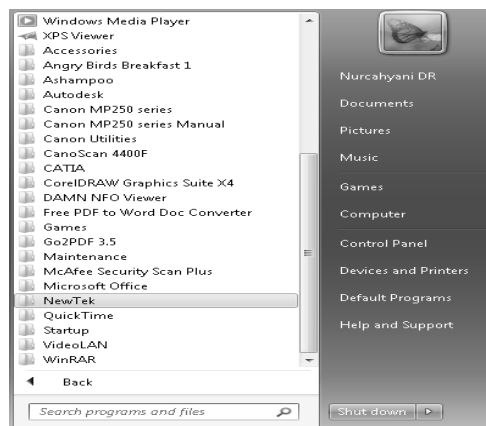 Windows Media Player
XPS Viewer
Accessories
Angry Birds Breakfast 1
Ashampoo
Autodesk
Canon MP250 series
Canon MP250 series Manual
Canon Utilities
CanoScan 4400F
CATIA
CorelDRAW Graphics Suite X4
DAMN NFO Viewer
Free PDF to Word Doc Converter
Games
Go2PDF 3.5
Maintenance
McAfee Security Scan Plus
Microsoft Office
NewTek
QuickTime
Startup
VideoLAN
WinRAR
Back
Search programs and files
Nurcahyani DR
Documents
Pictures
Music
Games
Computer
Control Panel
Devices and Printers
Default Programs
Help and Support
Shut down